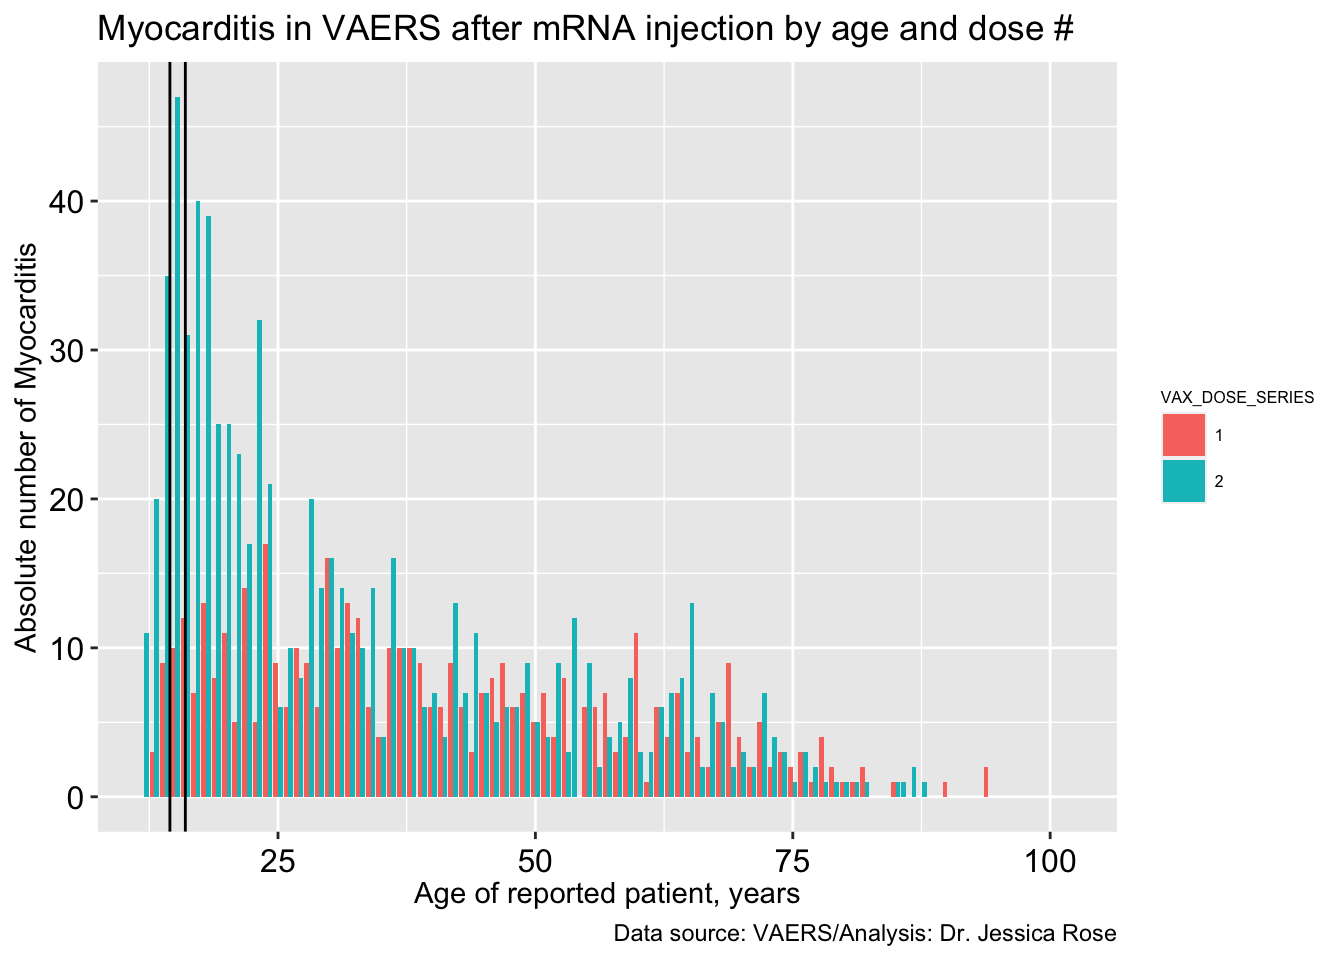 Myocarditis in VAERS after mRNA injection by age and dose #
Absolute number of Myocarditis
40
30
20
10
0
25
50
75
100
Age of reported patient, years
VAX_DOSE_SERIES
1
2
Data source: VAERS/Analysis: Dr. Jessica Rose